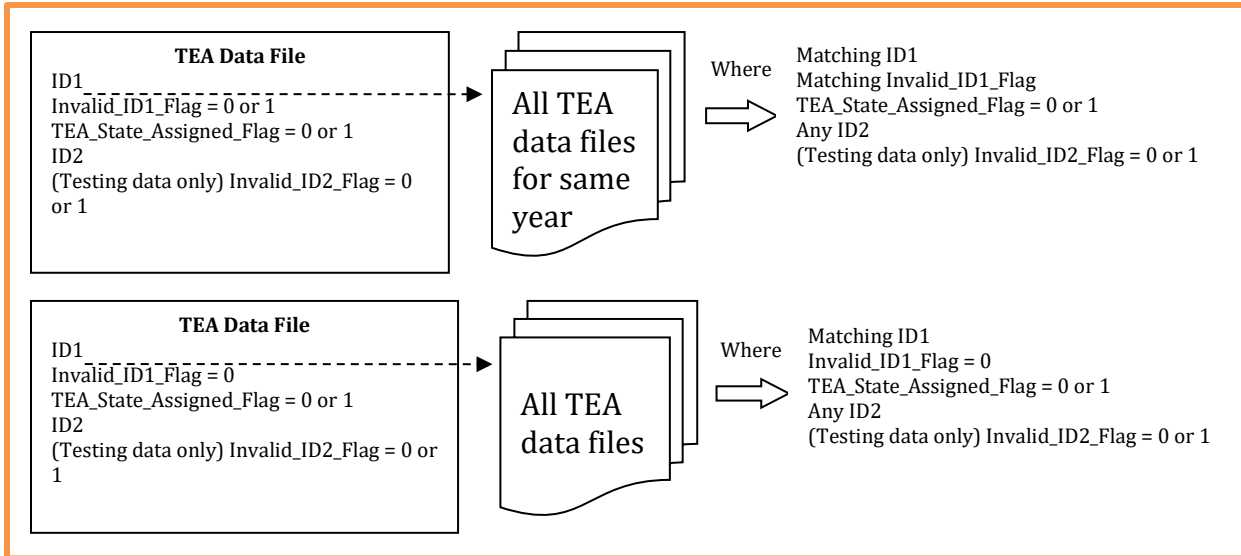 TEA Data File
ID1
Invalid_ID1_Flag = 0 or 1
TEA_State_Assigned_Flag = 0 or 1
ID2
(Testing data only) Invalid_ID2_Flag = 0
or 1
All TEA
data files
for same
year
Where
Matching ID1
Matching Invalid_ID1_Flag
TEA_State_Assigned_Flag = 0 or 1
Any ID2
(Testing data only) Invalid_ID2_Flag = 0 or 1
TEA Data File
ID1
Invalid_ID1_Flag = 0
TEA_State_Assigned_Flag = 0 or 1
ID2
(Testing data only) Invalid_ID2_Flag = 0 or
1
All TEA
data files
Where
Matching ID1
Invalid_ID1_Flag = 0
TEA_State_Assigned_Flag = 0 or 1
Any ID2
(Testing data only) Invalid_ID2_Flag = 0 or 1